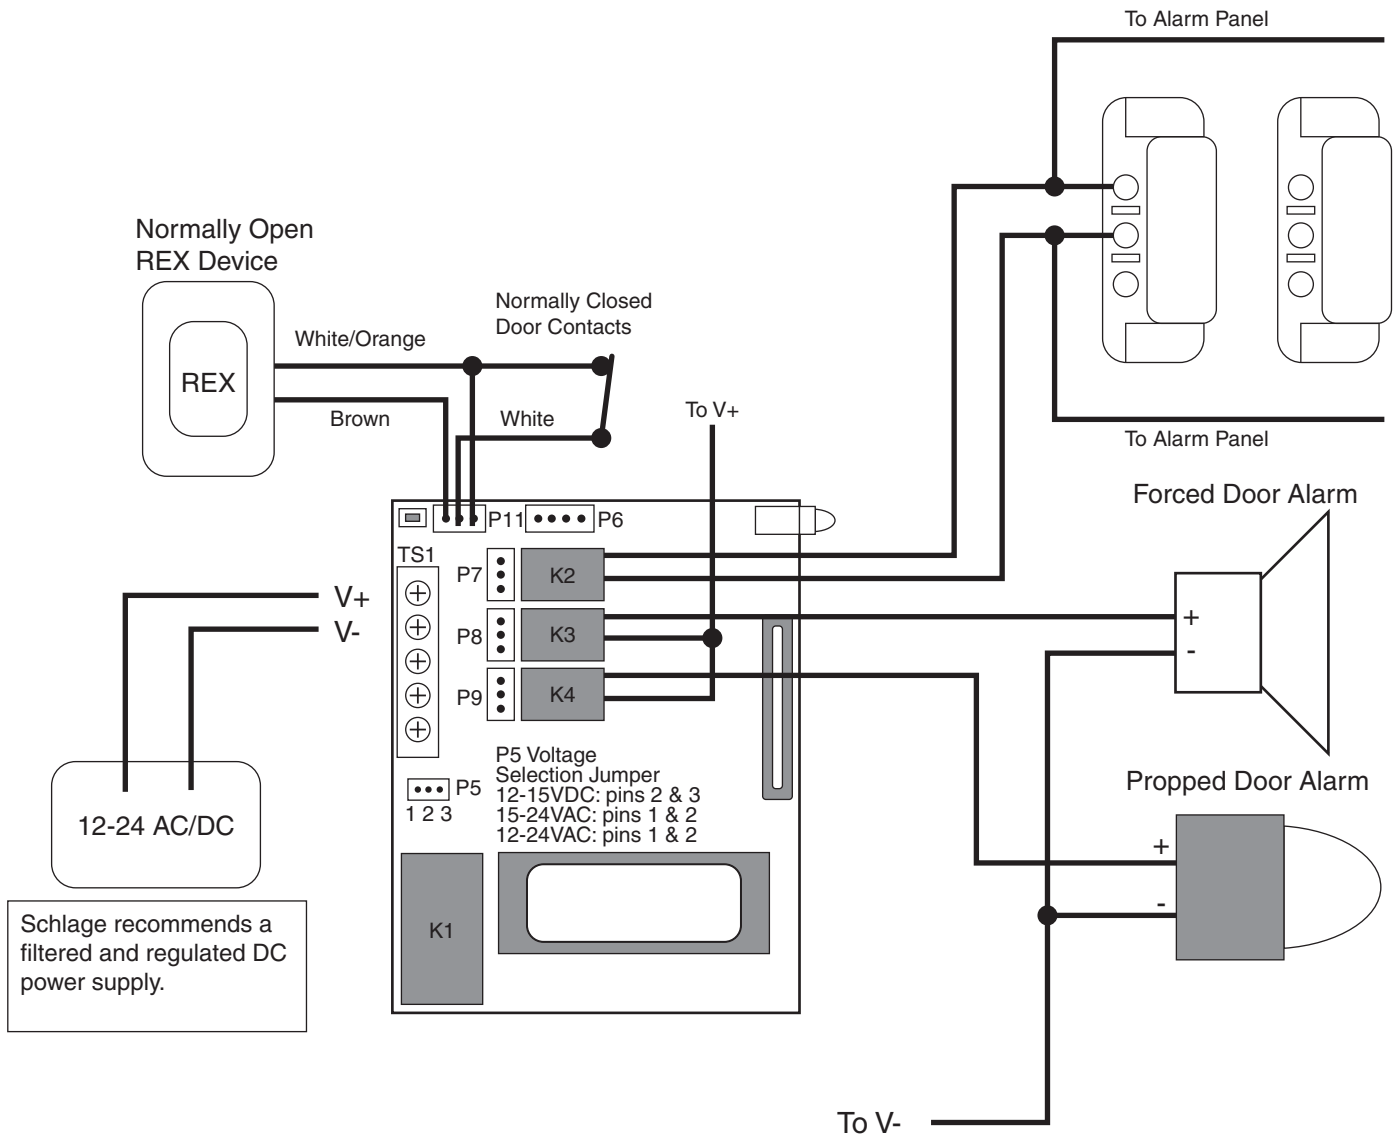 To Alarm Panel
Normally Open
REX Device
Normally Closed
Door Contacts
White/Orange
REX
Brown
White
To V+
To Alarm Panel
Forced Door Alarm
P11
P6
TS1
P7
K2
V+
V-
P8
K3
+
-
P9
K4
P5 Voltage
Selection Jumper
12-15VDC: pins 2 & 3
15-24VAC: pins 1 & 2
12-24VAC: pins 1 & 2
P5
1 2 3
Propped Door Alarm
+
-
12-24 AC/DC
K1
Schlage recommends a
filtered and regulated DC
power supply.
To V-